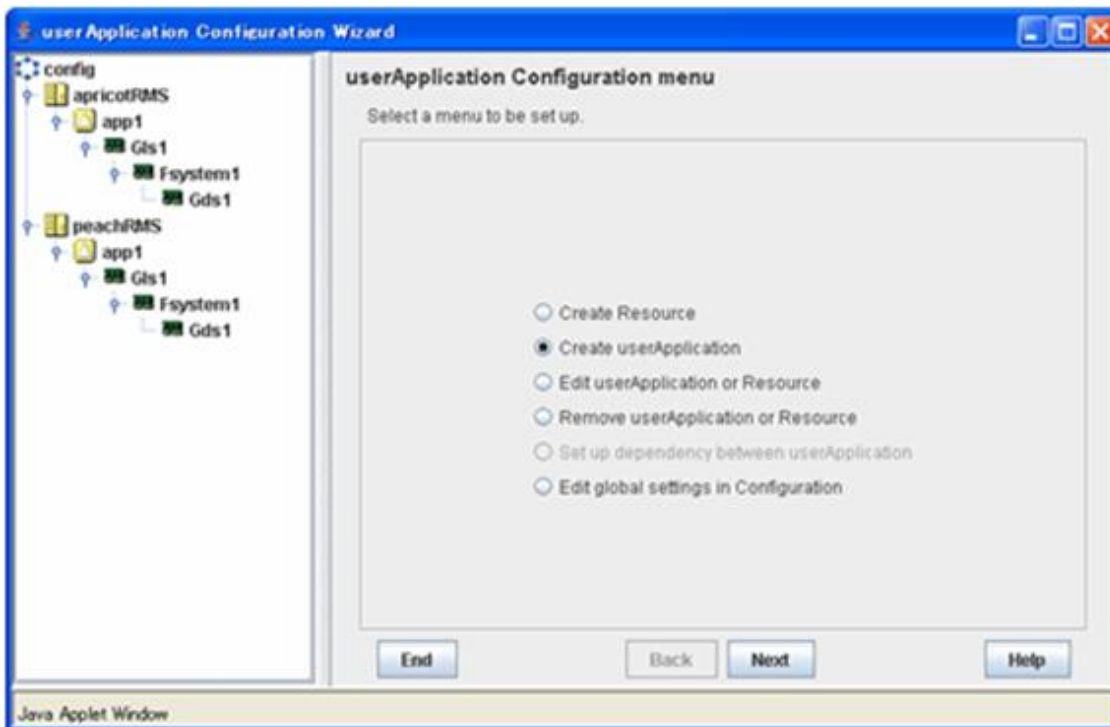 userApplication Configuration Wizard
config
apricotRMS
app1
Gls1
Fsystem1
Gds1
peachRMS
app1
Gls1
Fsystem1
Gds1
userApplication Configuration menu
Select a menu to be set up.
Create Resource
Create userApplication
Edit userApplication or Resource
Remove userApplication or Resource
Set up dependency between userApplication
Edit global settings in Configuration
End
Back
Next
Help
Java Applet Window